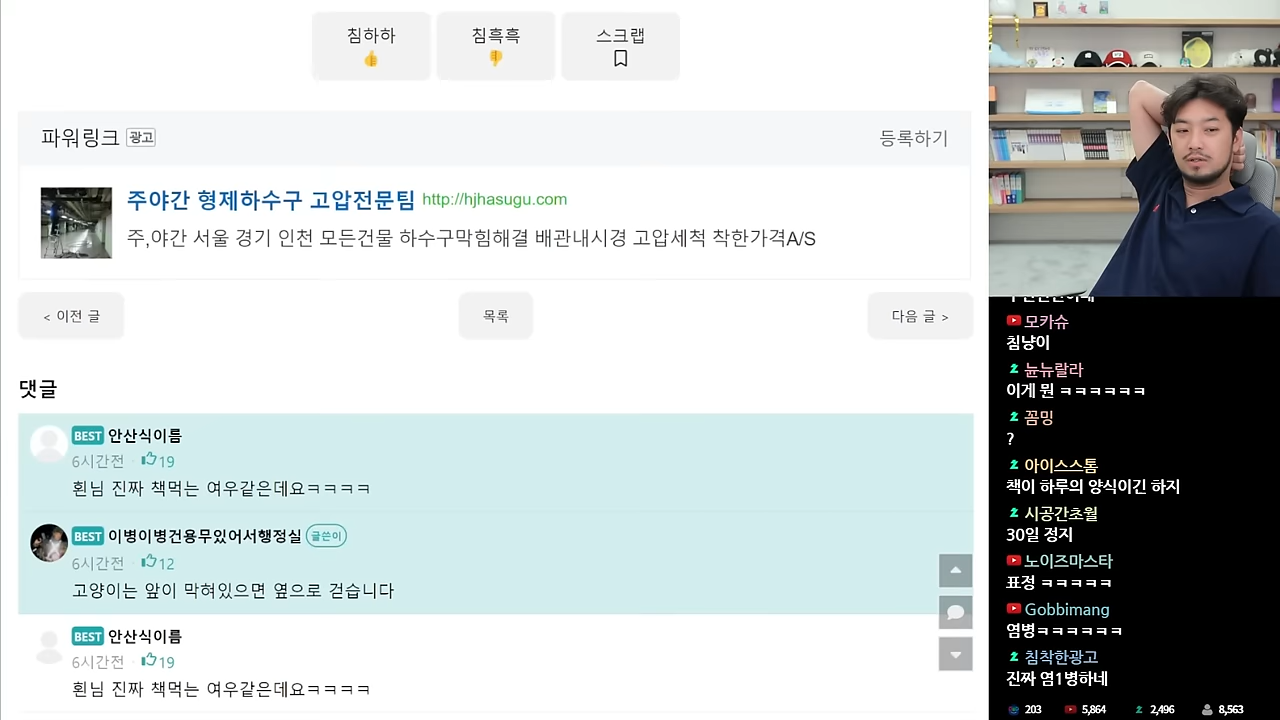 침하하
침흑흑
스크랩
파워링크 광고
등록하기
주야간 형제하수구 고압전문팀 http://hjhasugu.com
주,야간 서울 경기 인천 모든건물 하수구막힘해결 배관내시경 고압세척 착한가격A/S
< 이전 글
목록
다음 글 >
댓글
BEST 안산식이름
6시간전 · 19
횐님 진짜 책먹는 여우같은데요ㅋㅋㅋㅋ
BEST 이병이병건용무있어서행정실 글쓴이
6시간전 · 12
고양이는 앞이 막혀있으면 옆으로 걷습니다
BEST 안산식이름
6시간전 · 19
횐님 진짜 책먹는 여우같은데요ㅋㅋㅋㅋ
모카슈
침냥이
뉸뉴랄라
이게 뭔 ㅋㅋㅋㅋㅋㅋ
꼼밍
?
아이스스톰
책이 하루의 양식이긴 하지
시공간초월
30일 정지
노이즈마스타
표정 ㅋㅋㅋㅋㅋ
Gobbimang
염병ㅋㅋㅋㅋㅋㅋ
침착한광고
진짜 염1병하네
203 5,864 2,496 8,563